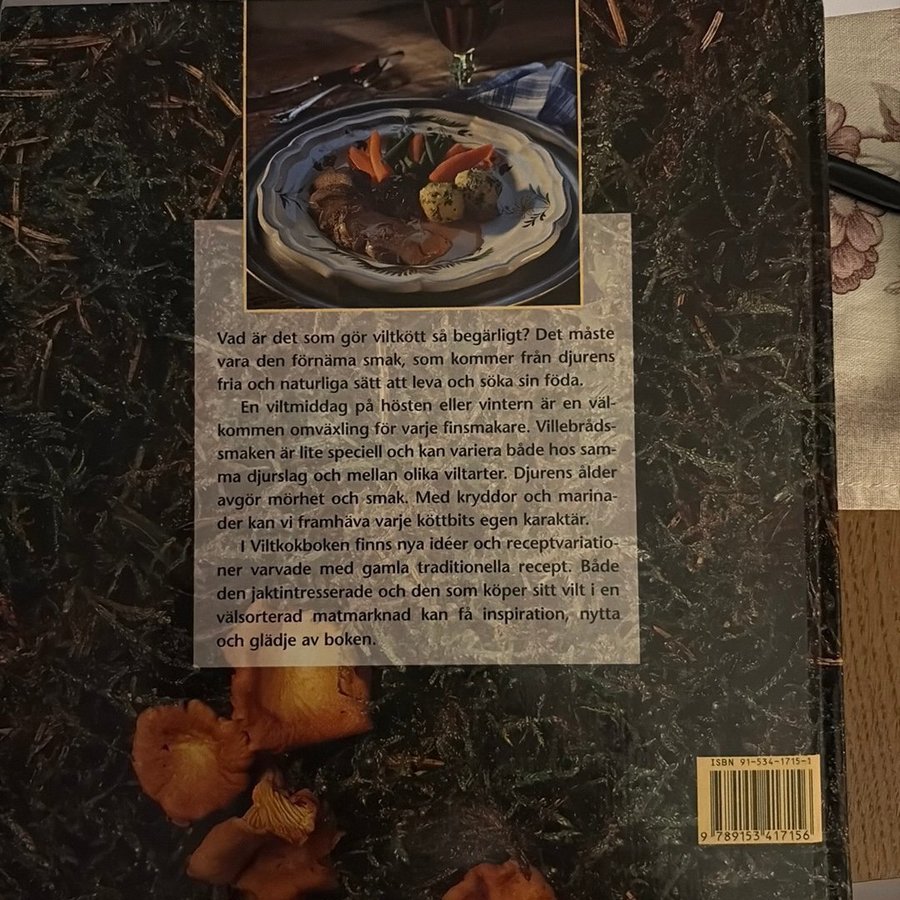 Vad är det som gör viltkött så begärligt? Det måste
vara den förnäma smak, som kommer från djurens
fria och naturliga sätt att leva och söka sin föda.
En viltmiddag på hösten eller vintern är en väl-
kommen omväxling för varje finsmakare. Villebråds-
smaken är lite speciell och kan variera både hos sam-
ma djurslag och mellan olika viltarter. Djurens ålder
avgör mörhet och smak. Med kryddor och marina-
der kan vi framhäva varje köttbits egen karaktär.
I Viltkokboken finns nya idéer och receptvariatio-
ner varvade med gamla traditionella recept. Både
den jaktintresserade och den som köper sitt vilt i en
välsorterad matmarknad kan få inspiration, nytta
och glädje av boken.
ISBN 91-534-1715-1
9 789153 417156